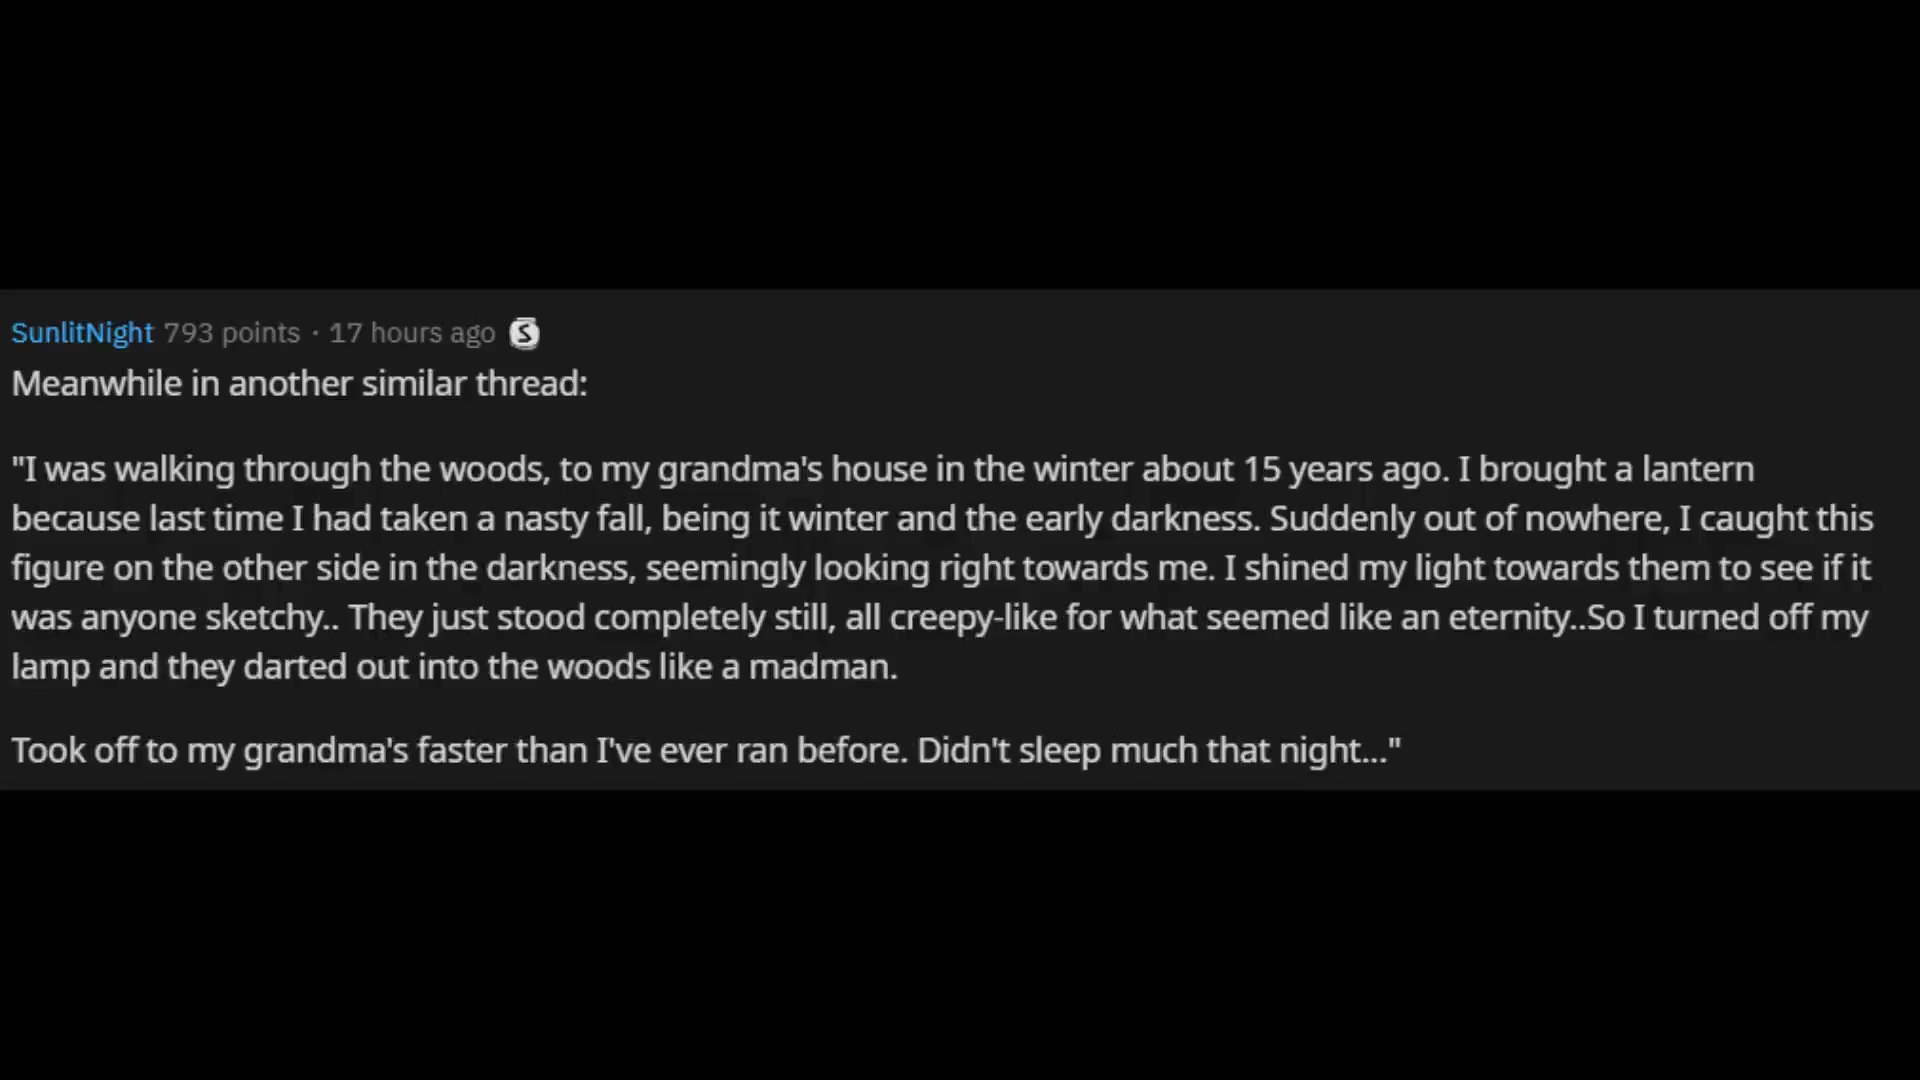 SunlitNight 793 points · 17 hours ago S
Meanwhile in another similar thread:
"I was walking through the woods, to my grandma's house in the winter about 15 years ago. I brought a lantern
because last time I had taken a nasty fall, being it winter and the early darkness. Suddenly out of nowhere, I caught this
figure on the other side in the darkness, seemingly looking right towards me. I shined my light towards them to see if it
was anyone sketchy.. They just stood completely still, all creepy-like for what seemed like an eternity..So I turned off my
lamp and they darted out into the woods like a madman.
Took off to my grandma's faster than I've ever ran before. Didn't sleep much that night..."